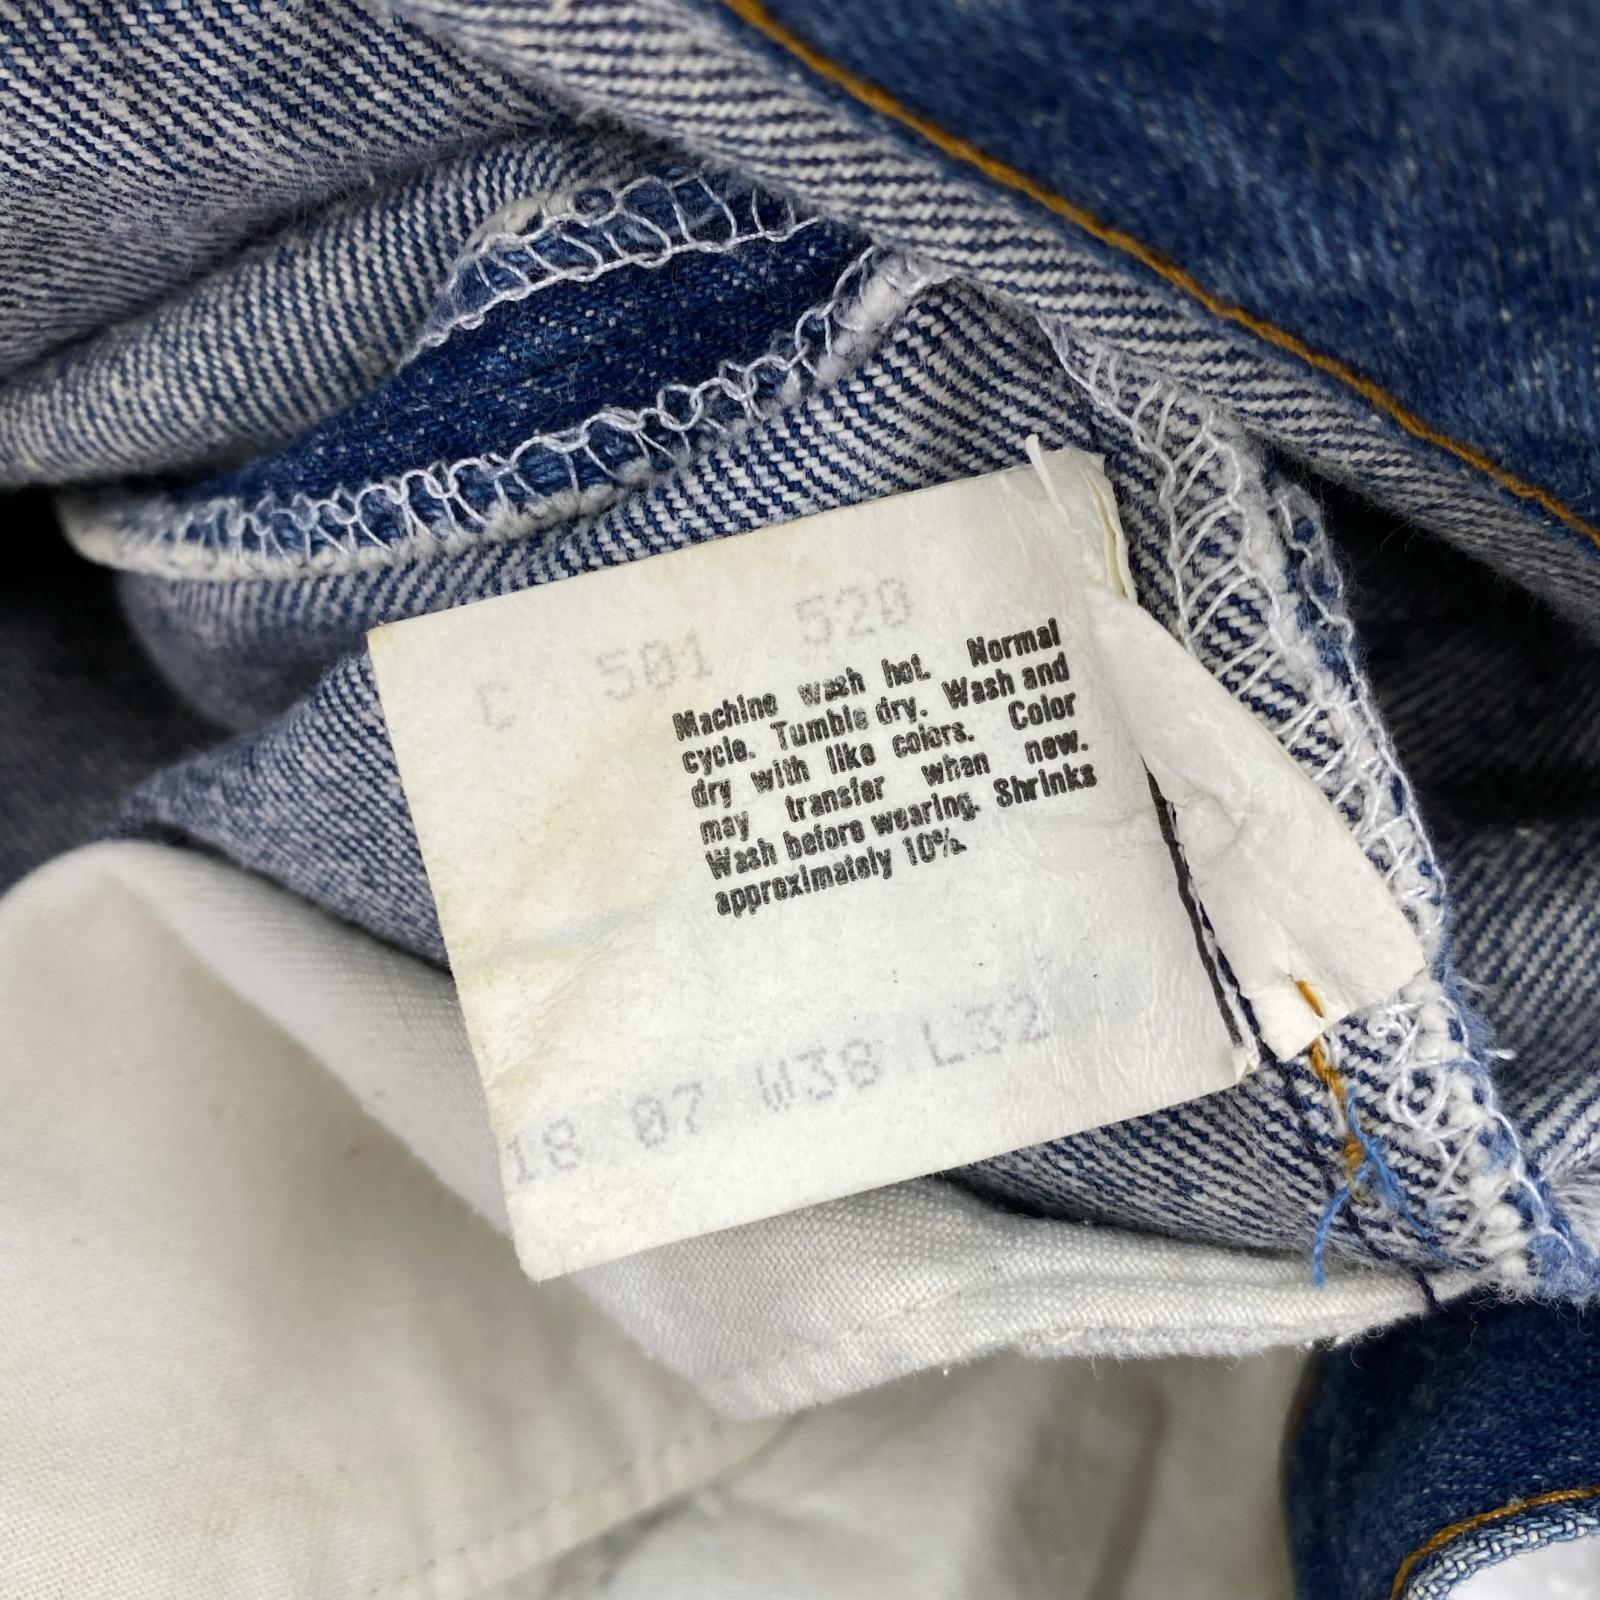 C 501 520
Machine wash hot. Normal
cycle. Tumble dry. Wash and
dry with like colors. Color
may transfer when new.
Wash before wearing. Shrinks
approximately 10%.
18 07 W38 L32